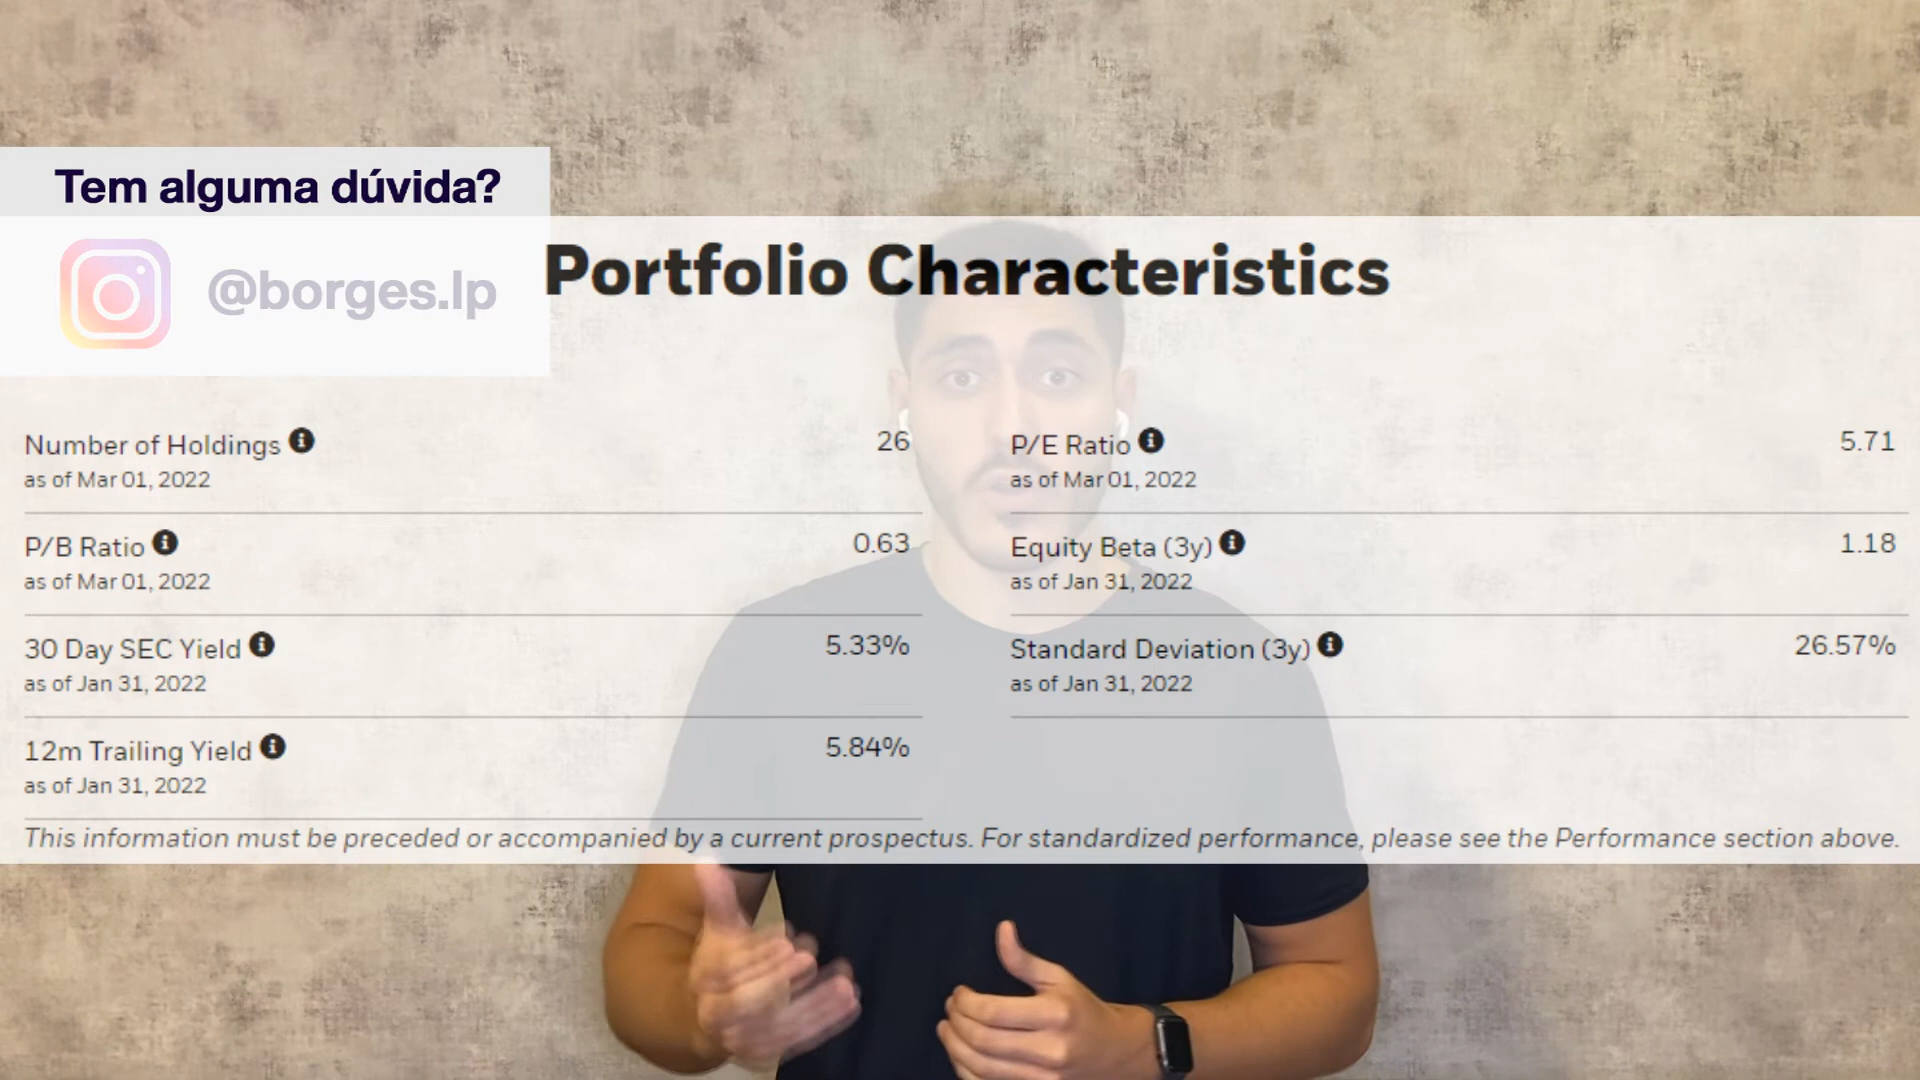 Tem alguma dúvida?
@borges.lp
Portfolio Characteristics
Number of Holdings
26
as of Mar 01, 2022
P/E Ratio
5.71
as of Mar 01, 2022
P/B Ratio
0.63
as of Mar 01, 2022
Equity Beta (3y)
1.18
as of Jan 31, 2022
30 Day SEC Yield
5.33%
as of Jan 31, 2022
Standard Deviation (3y)
26.57%
as of Jan 31, 2022
12m Trailing Yield
5.84%
as of Jan 31, 2022
This information must be preceded or accompanied by a current prospectus. For standardized performance, please see the Performance section above.